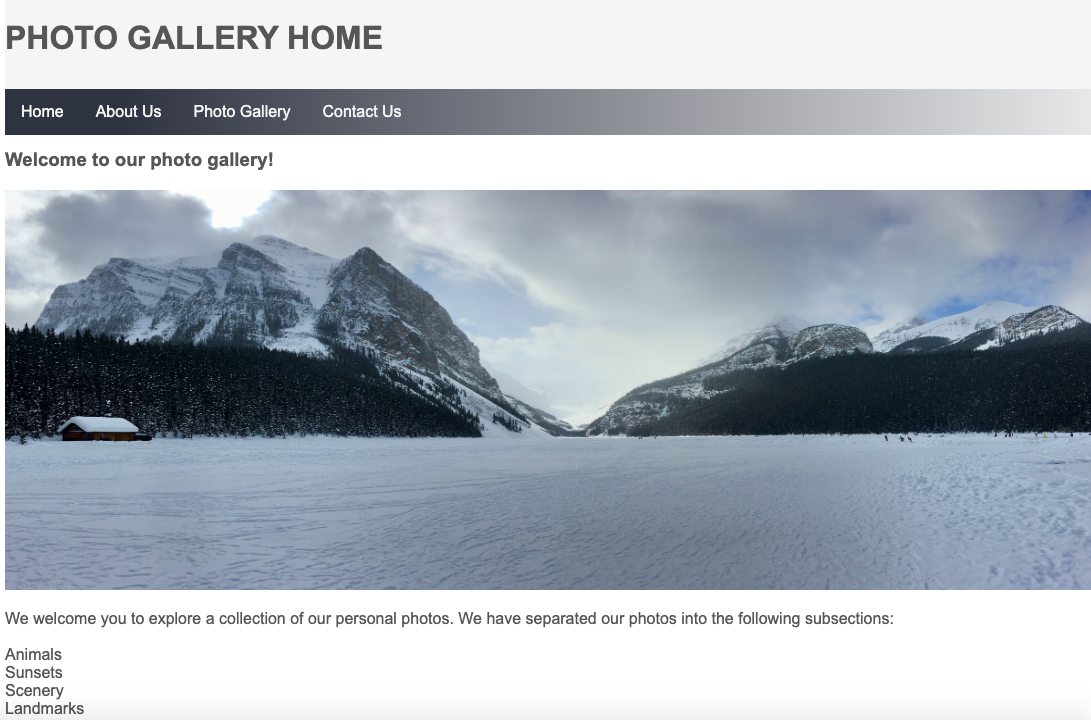 PHOTO GALLERY HOME
Home About Us Photo Gallery Contact Us
Welcome to our photo gallery!
We welcome you to explore a collection of our personal photos. We have separated our photos into the following subsections:
Animals
Sunsets
Scenery
Landmarks